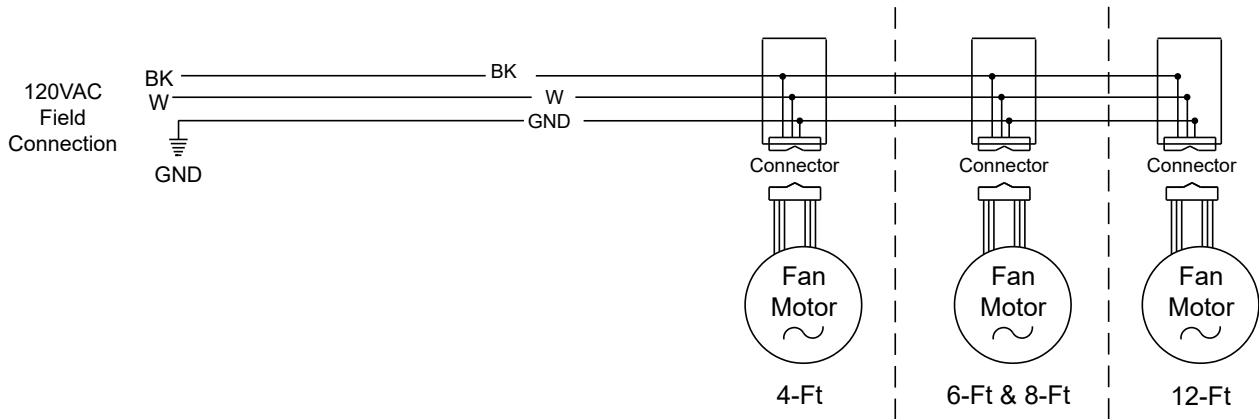 120VAC
Field
Connection
BK
W
GND
BK
W
GND
Connector
Connector
Connector
Fan
Motor
Fan
Motor
Fan
Motor
4-Ft
6-Ft & 8-Ft
12-Ft